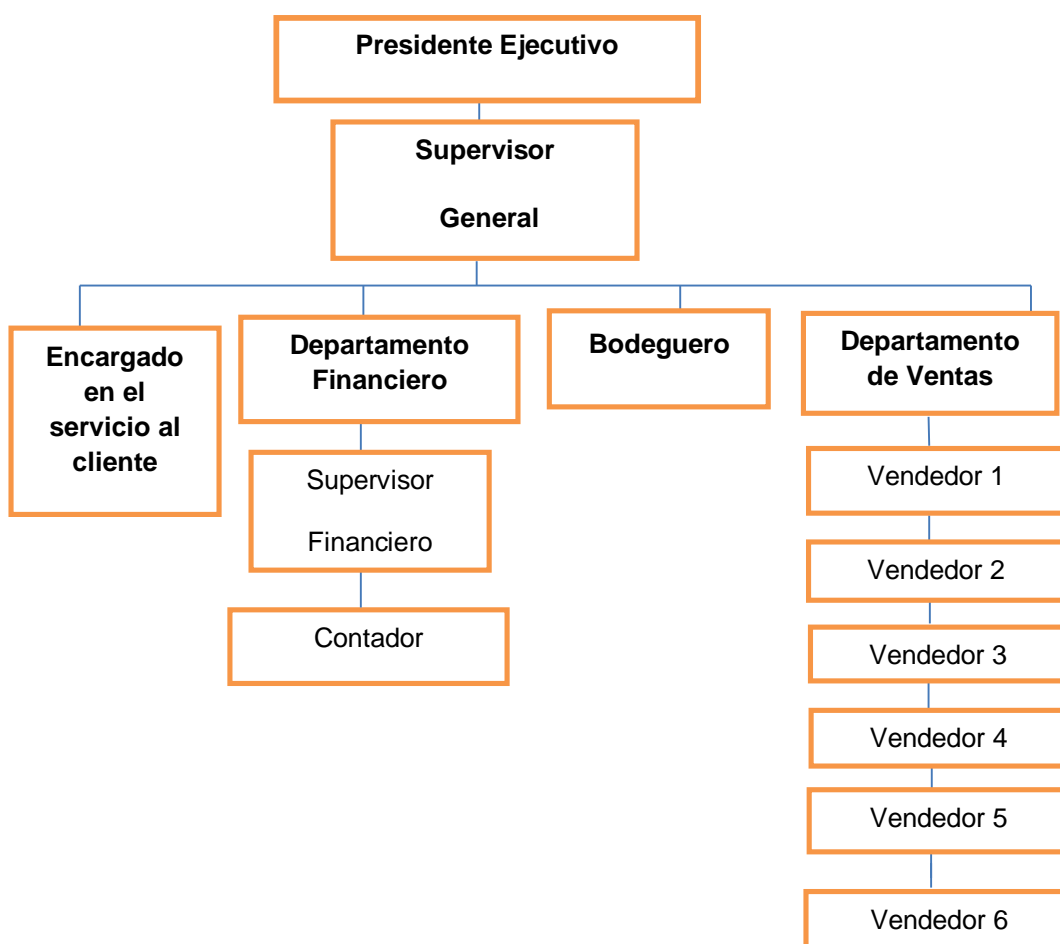 Presidente Ejecutivo
Supervisor
General
Encargado
en el
servicio al
cliente
Departamento
Financiero
Bodeguero
Departamento
de Ventas
Supervisor
Financiero
Contador
Vendedor 1
Vendedor 2
Vendedor 3
Vendedor 4
Vendedor 5
Vendedor 6